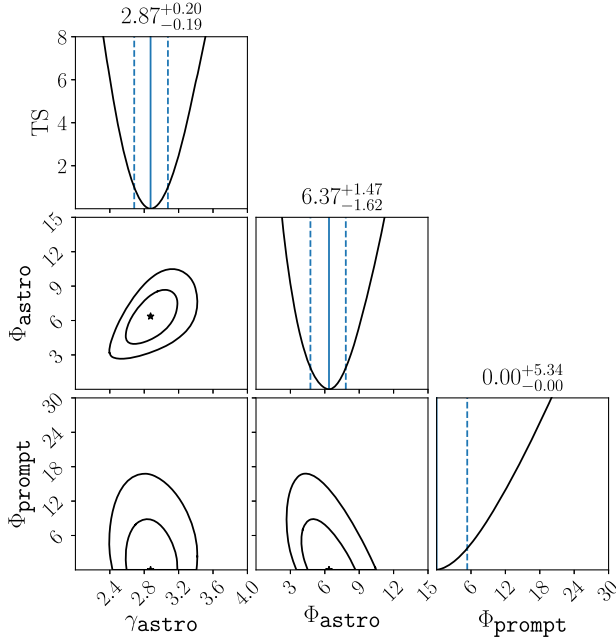 2.87+0.20−0.19
8
6
4
2
TS
6.37+1.47−1.62
15
12
9
6
3
Φastro
0.00+5.34−0.00
30
24
18
12
6
Φprompt
2.4 2.8 3.2 3.6 4.0
3 6 9 12 15
6 12 18 24 30
γastro Φastro Φprompt